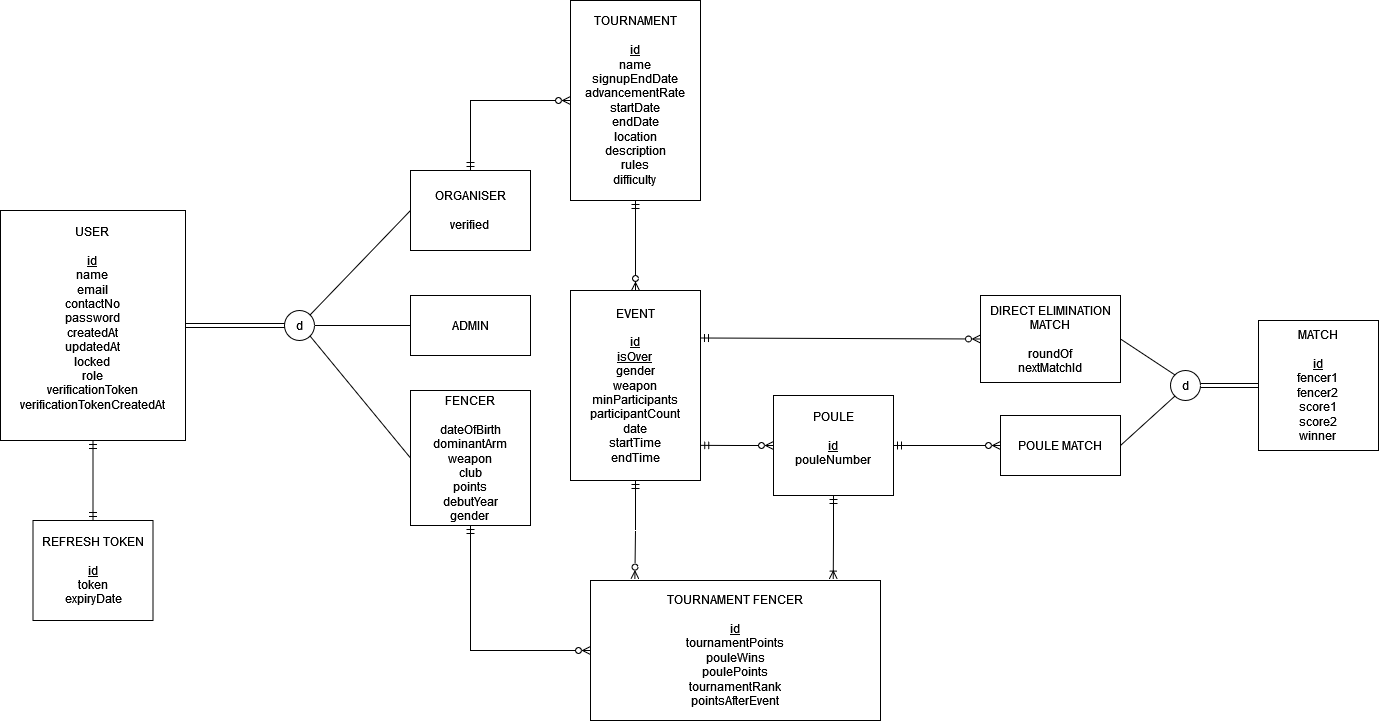 TOURNAMENT
id
name
signupEndDate
advancementRate
startDate
endDate
location
description
rules
difficulty
ORGANISER
verified
USER
id
name
email
contactNo
password
createdAt
updatedAt
locked
role
verificationToken
verificationTokenCreatedAt
d
ADMIN
FENCER
dateOfBirth
dominantArm
weapon
club
points
debutYear
gender
REFRESH TOKEN
id
token
expiryDate
EVENT
id
isOver
gender
weapon
minParticipants
participantCount
date
startTime
endTime
DIRECT ELIMINATION
MATCH
roundOf
nextMatchId
POULE
id
pouleNumber
POULE MATCH
d
MATCH
id
fencer1
fencer2
score1
score2
winner
TOURNAMENT FENCER
id
tournamentPoints
pouleWins
poulePoints
tournamentRank
pointsAfterEvent